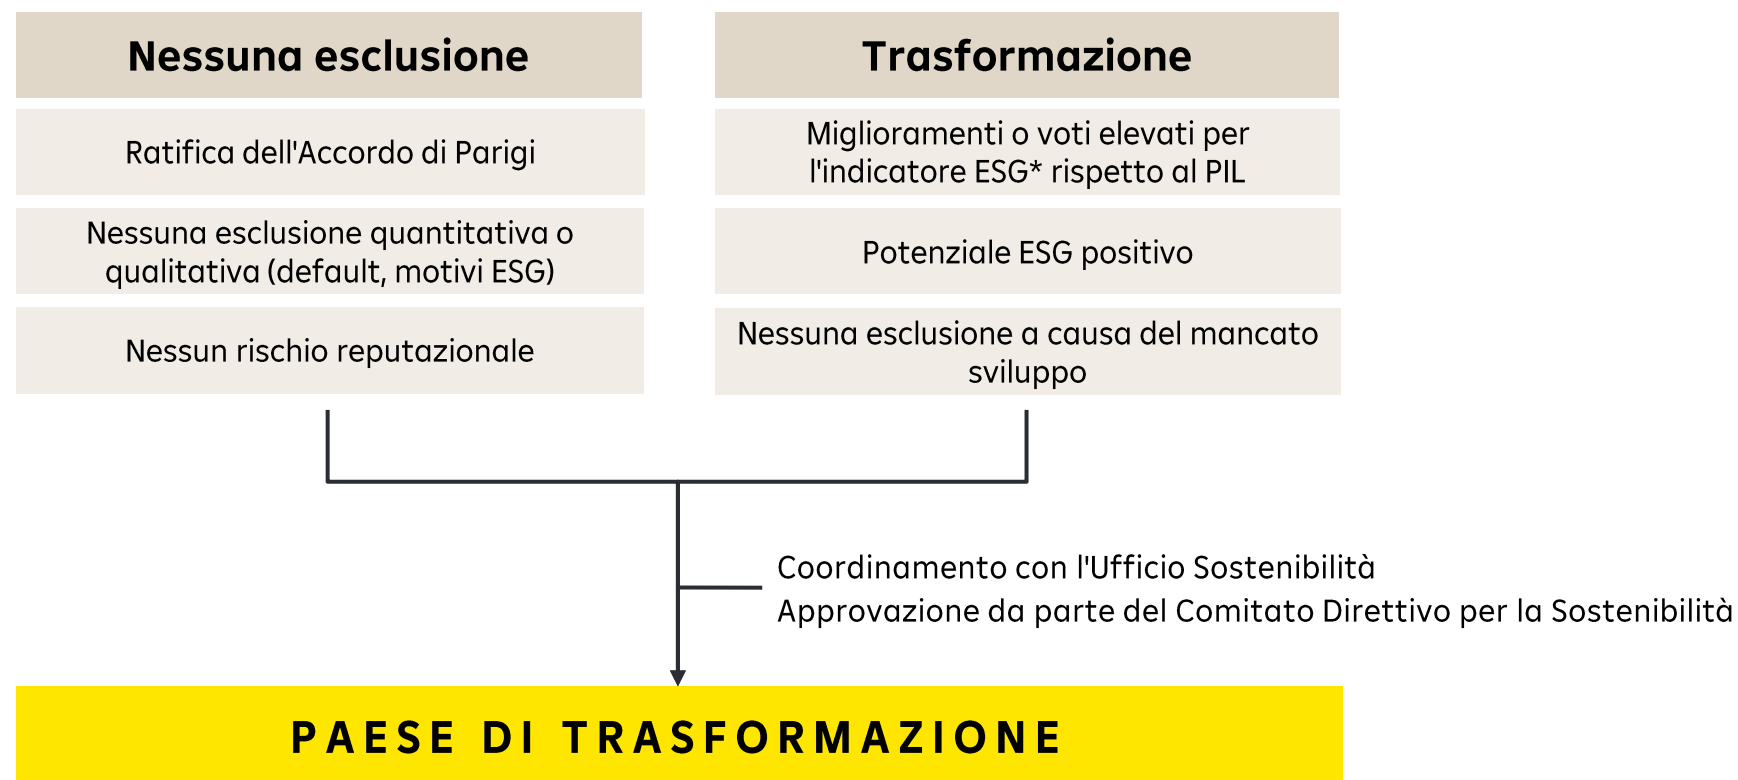 Nessuna esclusione
Ratifica dell'Accordo di Parigi
Nessuna esclusione quantitativa o
qualitativa (default, motivi ESG)
Nessun rischio reputazionale
Trasformazione
Miglioramenti o voti elevati per
l'indicatore ESG* rispetto al PIL
Potenziale ESG positivo
Nessuna esclusione a causa del mancato
sviluppo
Coordinamento con l'Ufficio Sostenibilità
Approvazione da parte del Comitato Direttivo per la Sostenibilità
PAESE DI TRASFORMAZIONE